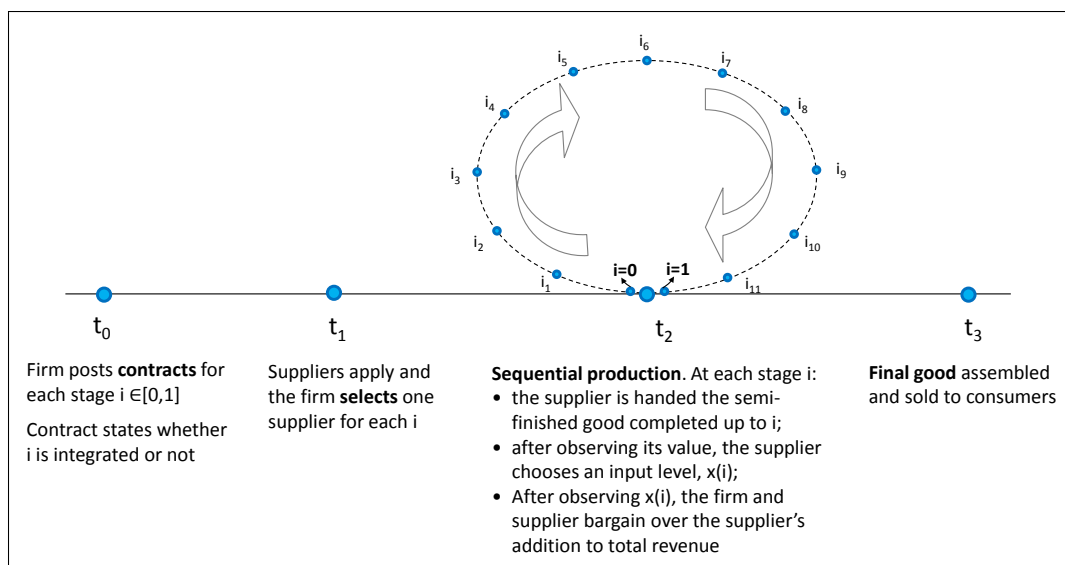 i₆
i₅
i₇
i₄
i₈
i₃
i₉
i₂
i₁₀
i=0
i=1
i₁
i₁₁
t₀
t₁
t₂
t₃
Firm posts contracts for
each stage i ∈[0,1]
Contract states whether
i is integrated or not
Suppliers apply and
the firm selects one
supplier for each i
Sequential production. At each stage i:
• the supplier is handed the semi-
finished good completed up to i;
• after observing its value, the supplier
chooses an input level, x(i);
• After observing x(i), the firm and
supplier bargain over the supplier's
addition to total revenue
Final good assembled
and sold to consumers